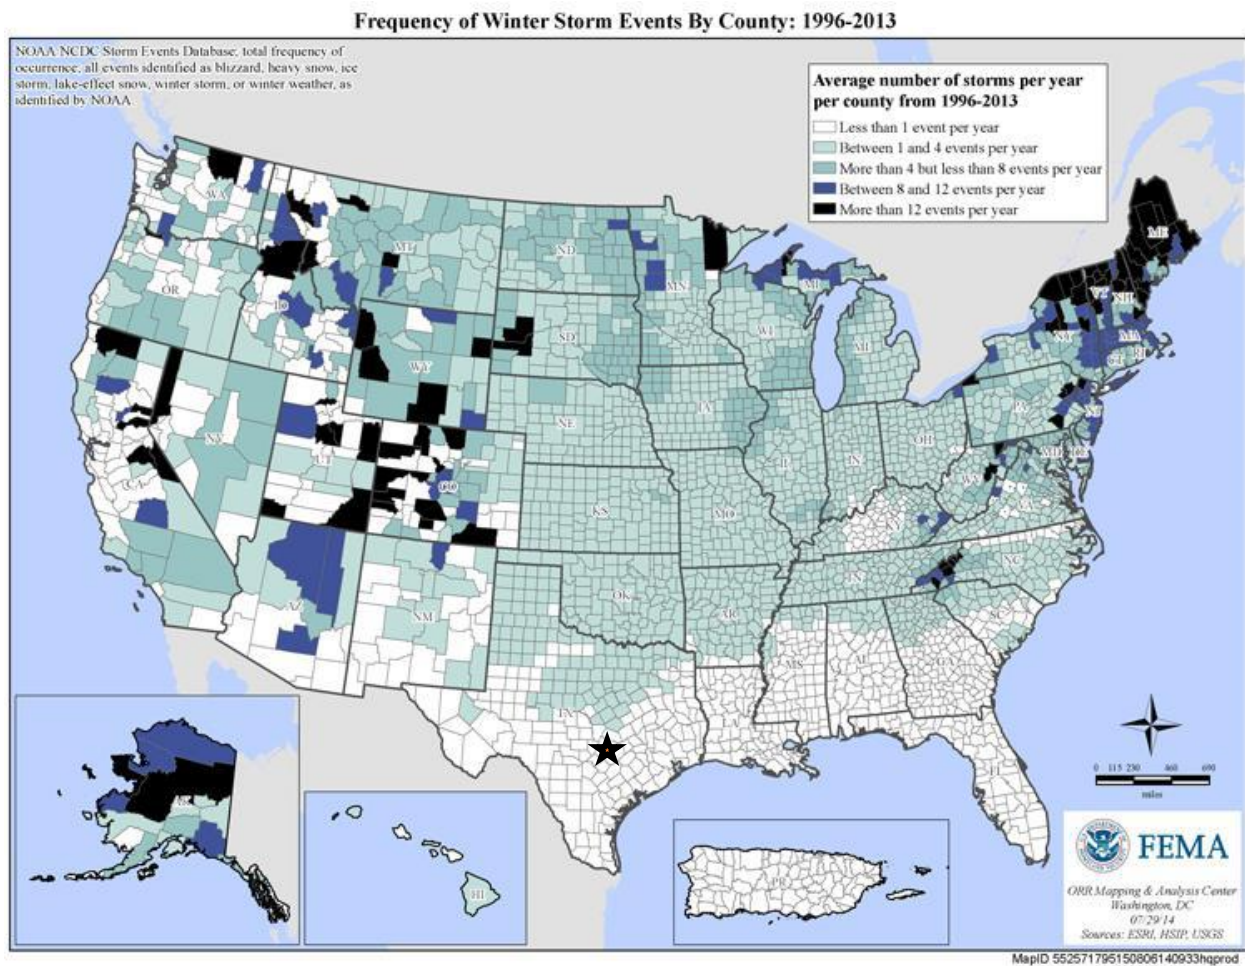 Frequency of Winter Storm Events By County: 1996-2013
NOAA NCDC Storm Events Database, total frequency of
occurrence, all events identified as blizzard, heavy snow, ice
storm, lake-effect snow, winter storm, or winter weather, as
identified by NOAA
Average number of storms per year
per county from 1996-2013
Less than 1 event per year
Between 1 and 4 events per year
More than 4 but less than 8 events per year
Between 8 and 12 events per year
More than 12 events per year
WA
MT
ND
MN
ME
VT
NH
OR
ID
SD
WI
MI
MI
NY
MA
CT
RI
WY
NE
IA
PA
NJ
NV
UT
CO
IL
IN
OH
MD
DE
CA
KS
MO
KY
WV
VA
AZ
NM
OK
AR
TN
NC
SC
TX
LA
MS
AL
GA
FL
AK
HI
PR
0 115 230 460 690
miles
FEMA
ORR Mapping & Analysis Center
Washington, DC
07/29/14
Sources: ESRI, HSIP, USGS
MapID 552571795150806140933hqprod